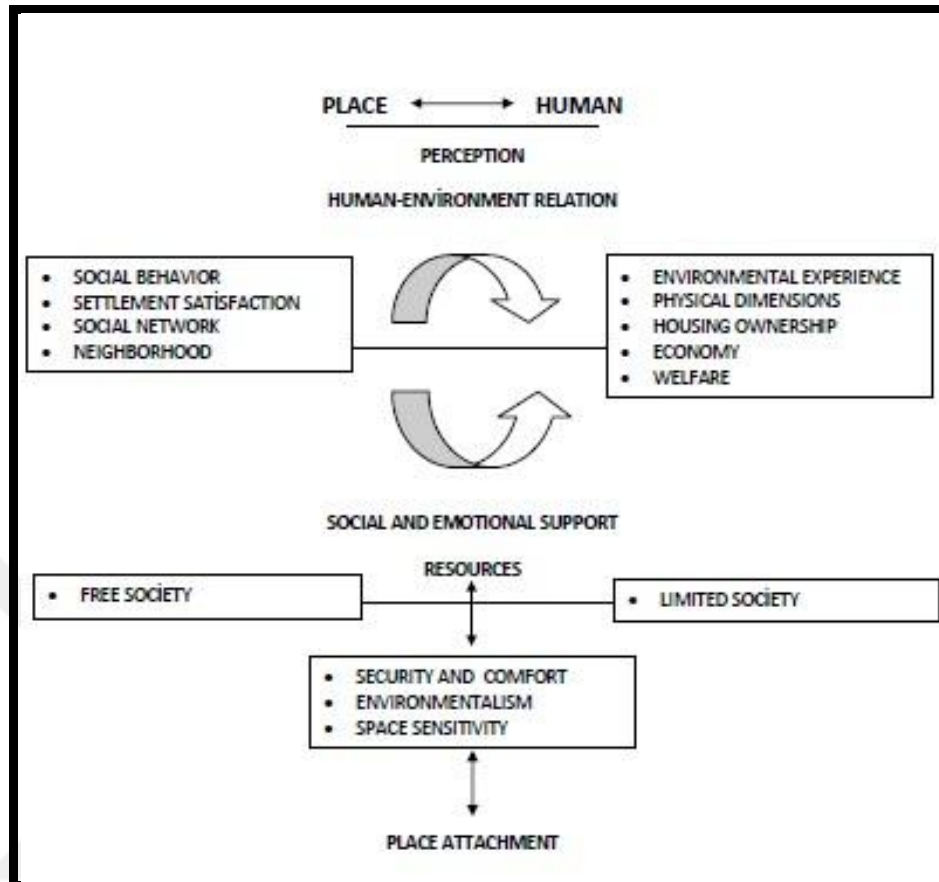 PLACE HUMAN
PERCEPTION
HUMAN-ENVİRONMENT RELATION
• SOCIAL BEHAVIOR
• SETTLEMENT SATİSFACTION
• SOCIAL NETWORK
• NEIGHBORHOOD
• ENVIRONMENTAL EXPERIENCE
• PHYSICAL DIMENSIONS
• HOUSING OWNERSHIP
• ECONOMY
• WELFARE
SOCIAL AND EMOTIONAL SUPPORT
RESOURCES
• FREE SOCİETY
• LIMITED SOCİETY
• SECURITY AND COMFORT
• ENVIRONMENTALISM
• SPACE SENSITIVITY
PLACE ATTACHMENT